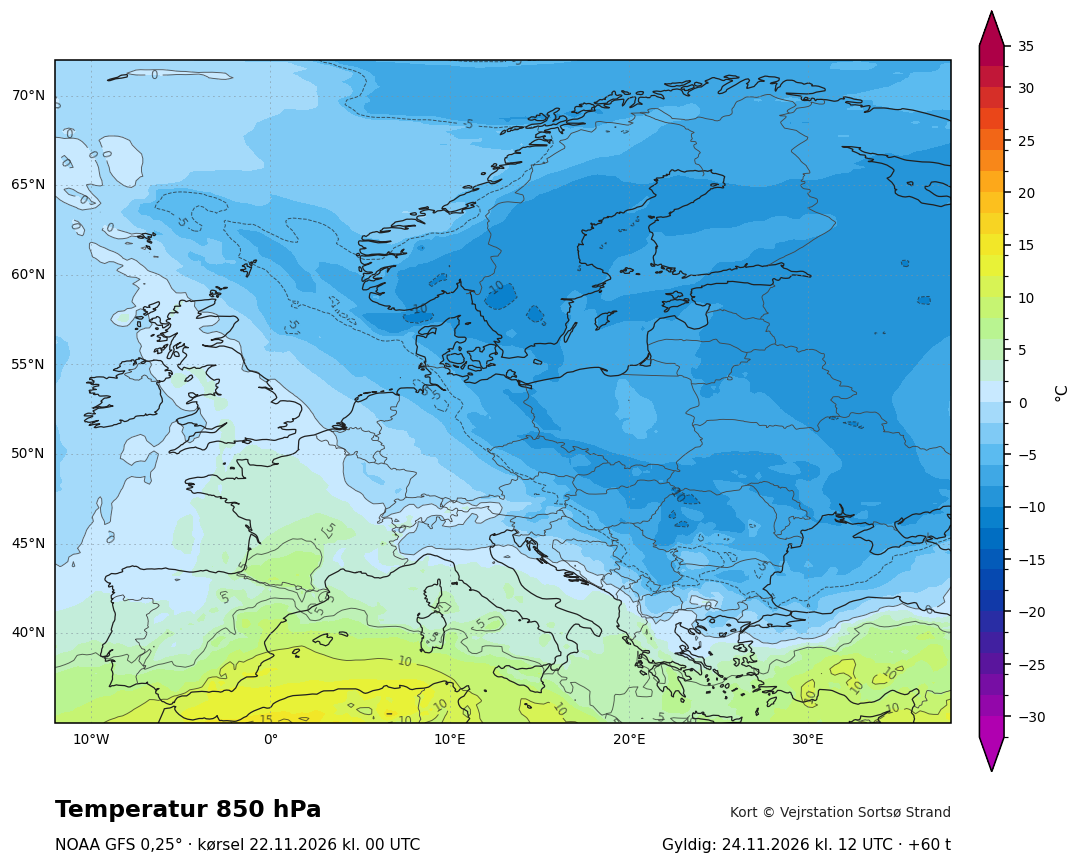 70°N
65°N
60°N
55°N
50°N
45°N
40°N
10°W
0°
10°E
20°E
30°E
35
30
25
20
15
10
5
0
−5
−10
−15
−20
−25
−30
°C
Temperatur 850 hPa
Kort © Vejrstation Sortsø Strand
NOAA GFS 0,25° · kørsel 22.11.2026 kl. 00 UTC
Gyldig: 24.11.2026 kl. 12 UTC · +60 t